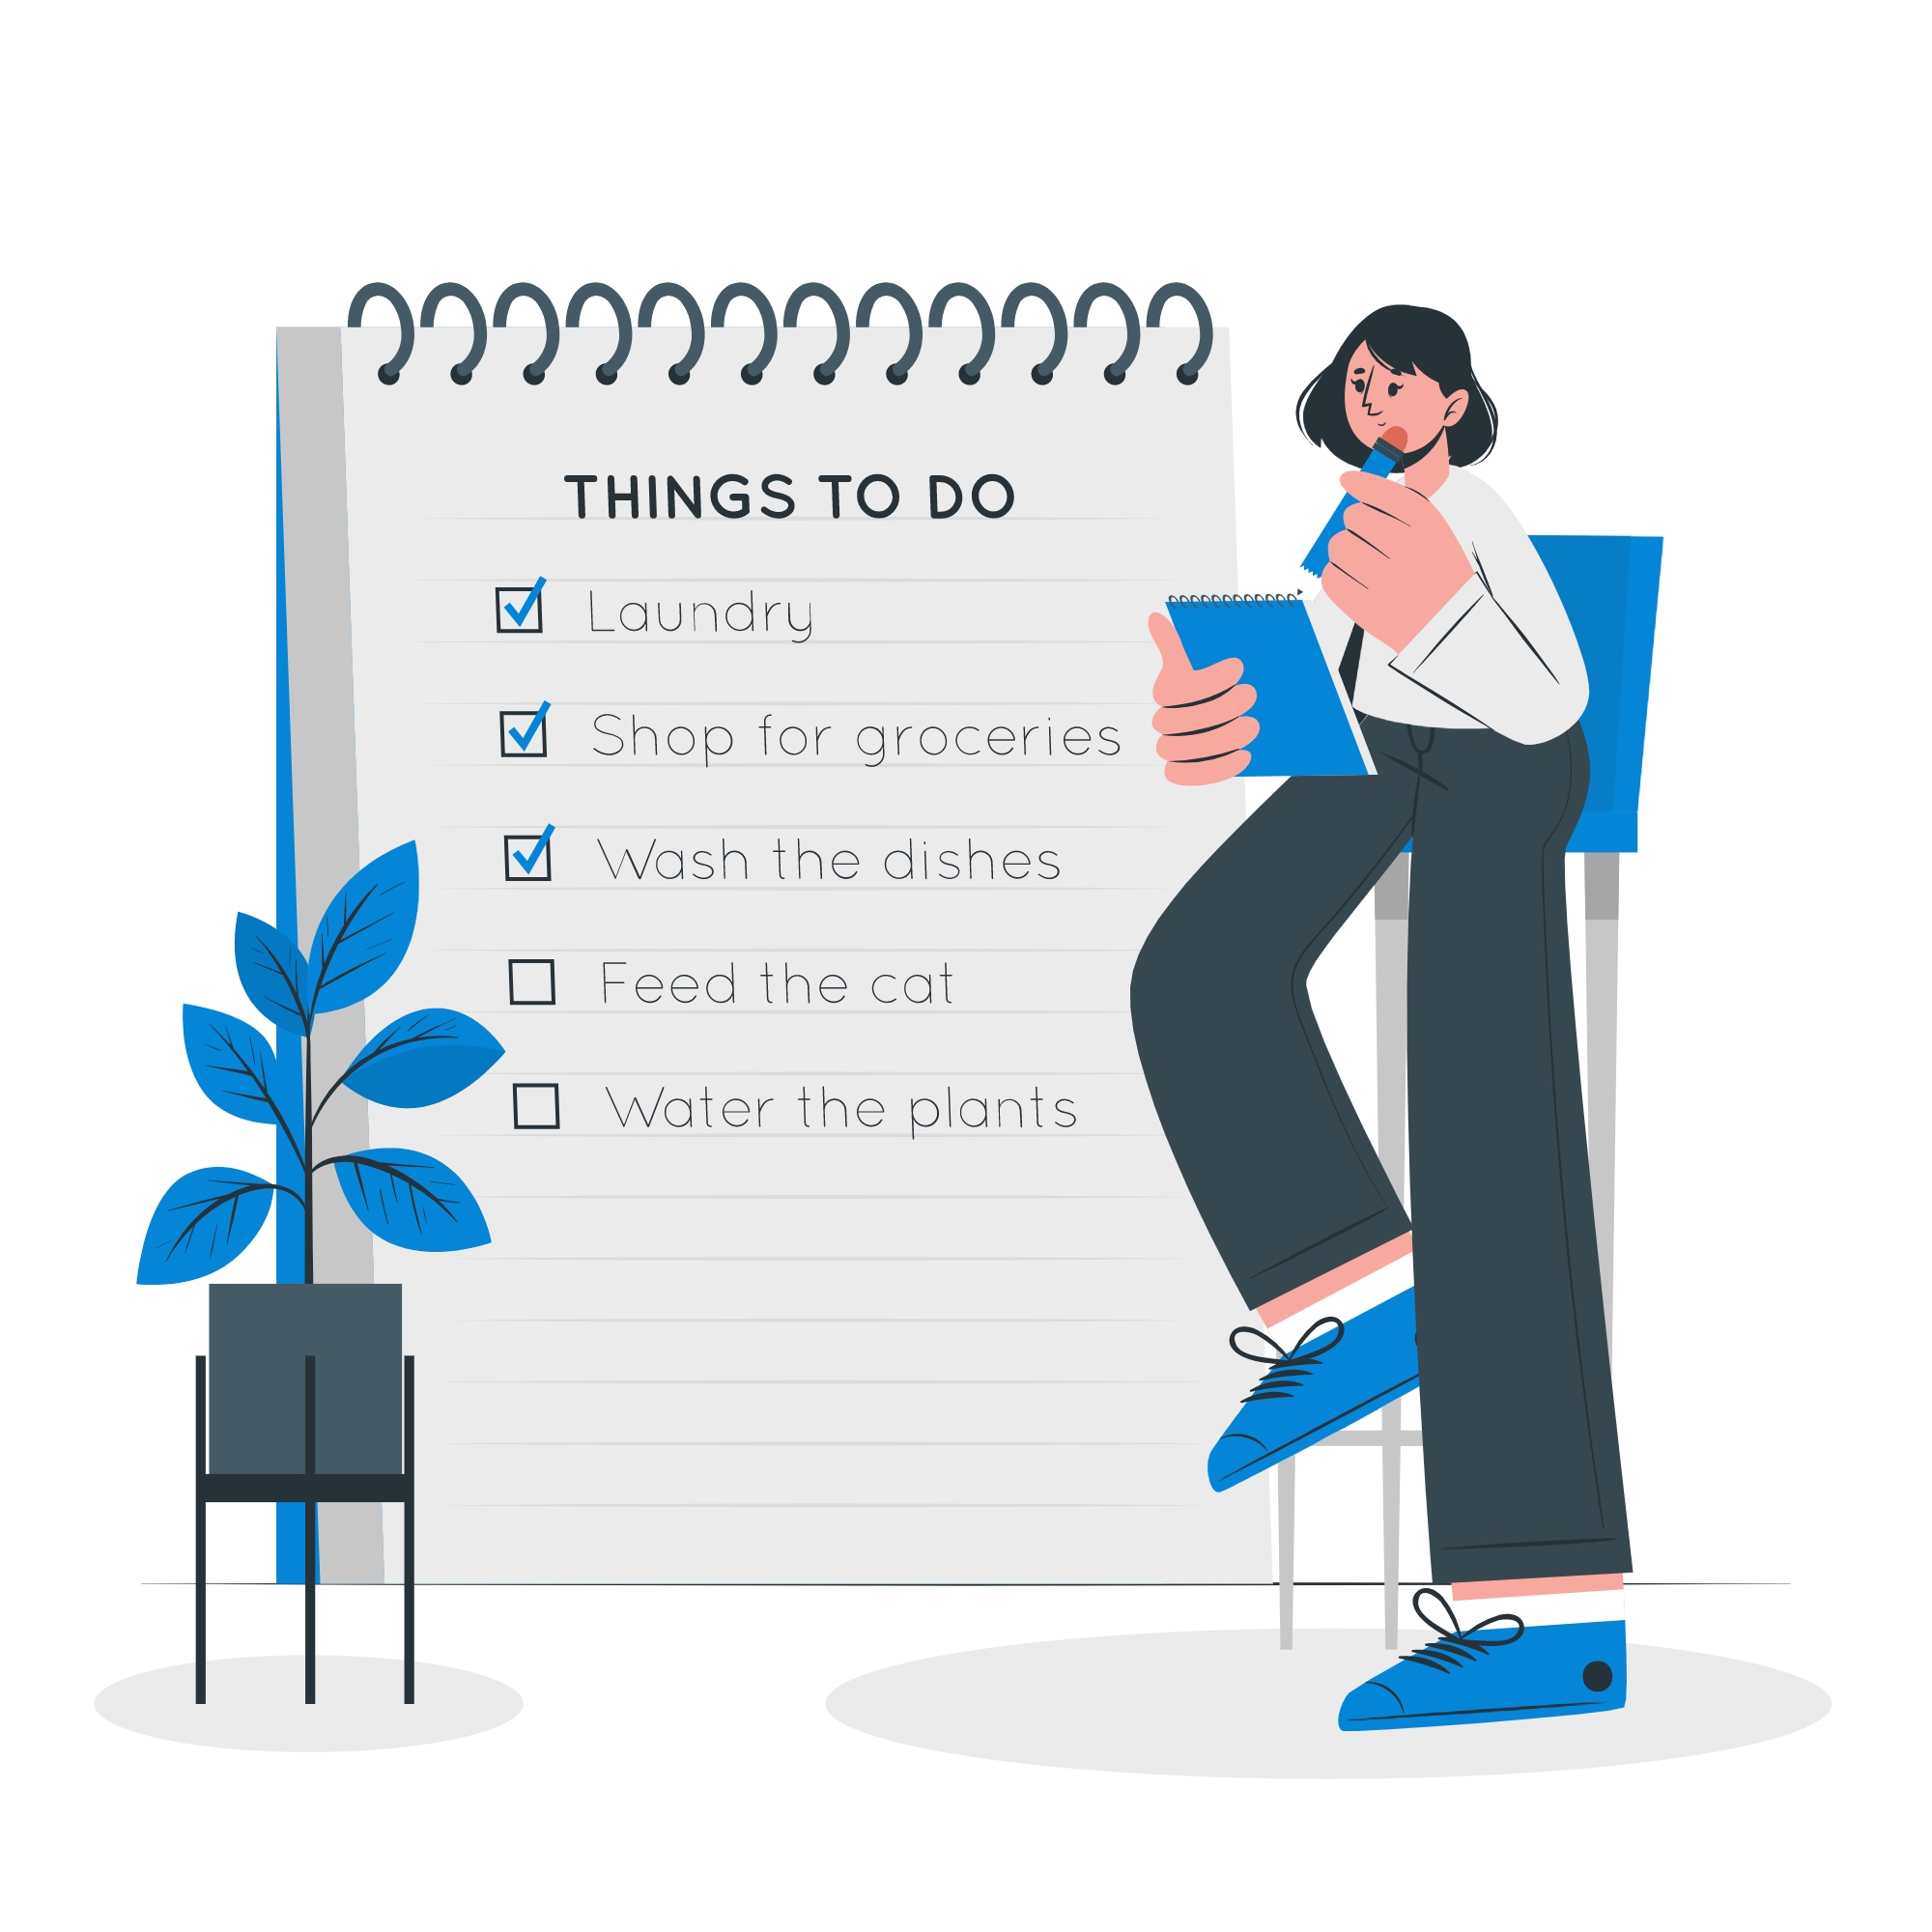 THINGS TO DO
Laundry
Shop for groceries
Wash the dishes
Feed the cat
Water the plants